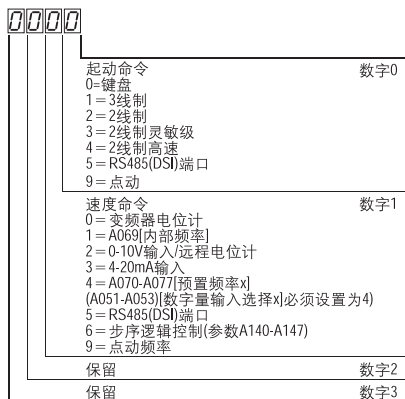 0000
起动命令 数字0
0=键盘
1=3线制
2=2线制
3=2线制灵敏级
4=2线制高速
5=RS485(DSI)端口
9=点动
速度命令 数字1
0=变频器电位计
1=A069[内部频率]
2=0-10V输入/远程电位计
3=4-20mA输入
4=A070-A077[预置频率x]
(A051-A053)[数字量输入选择x]必须设置为4)
5=RS485(DSI)端口
6=步序逻辑控制(参数A140-A147)
9=点动频率
保留 数字2
保留 数字3